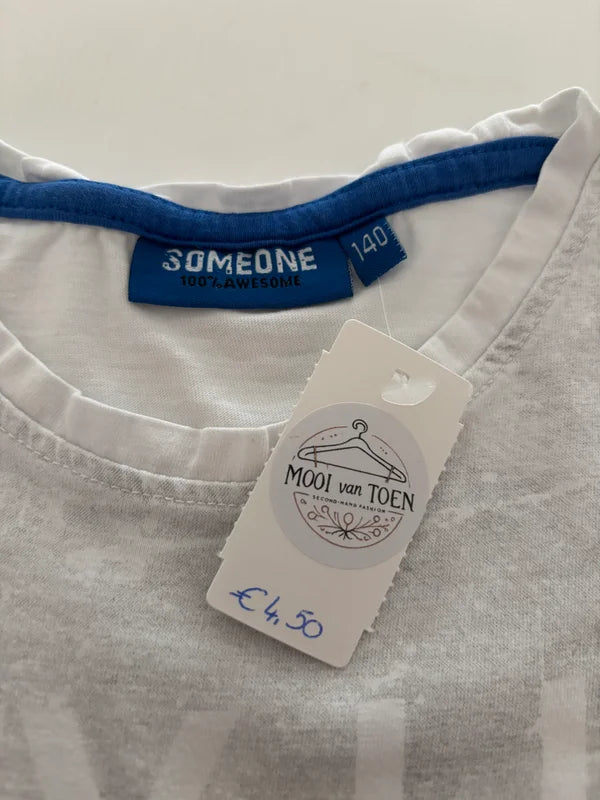 SOMEONE
100% AWESOME
140
MOOI van TOEN
SECOND-HAND FASHION
€4,50